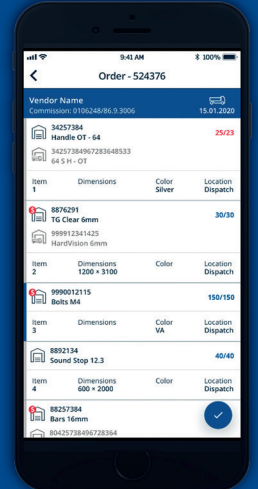 9:41 AM
100%
Order - 524376
Vendor Name
Commission: 0106248/86.9.3006
15.01.2020
34257384
Handle OT - 64
25/23
34257384967283648533
64 S H - OT
Item Dimensions Color Location
1 Silver Dispatch
$
8876291
TG Clear 6mm
30/30
999912341425
HardVision 6mm
Item Dimensions Color Location
2 1200 × 3100 Dispatch
$
9990012115
Bolts M4
150/150
Item Dimensions Color Location
3 VA Dispatch
8892134
Sound Stop 12.3
40/40
Item Dimensions Color Location
4 600 × 2000 Dispatch
$
88257384
Bars 16mm
80425738496728364